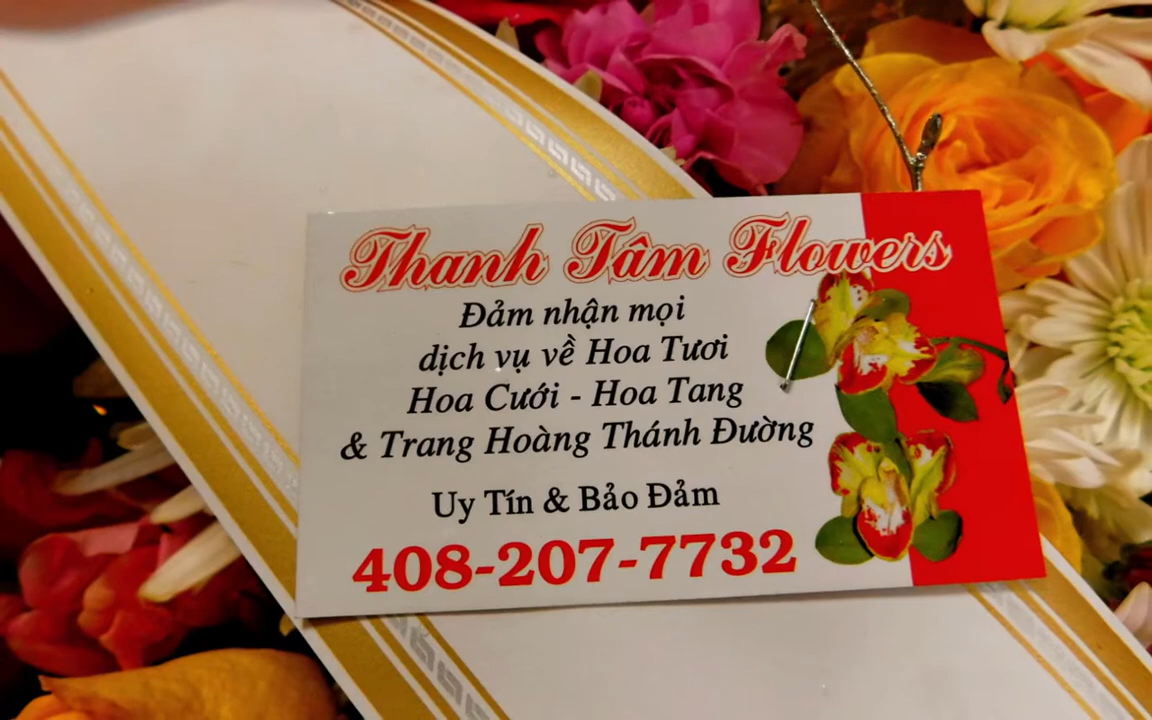 Thanh Tâm Flowers
Đảm nhận mọi
dịch vụ về Hoa Tươi
Hoa Cưới - Hoa Tang
& Trang Hoàng Thánh Đường
Uy Tín & Bảo Đảm
408-207-7732